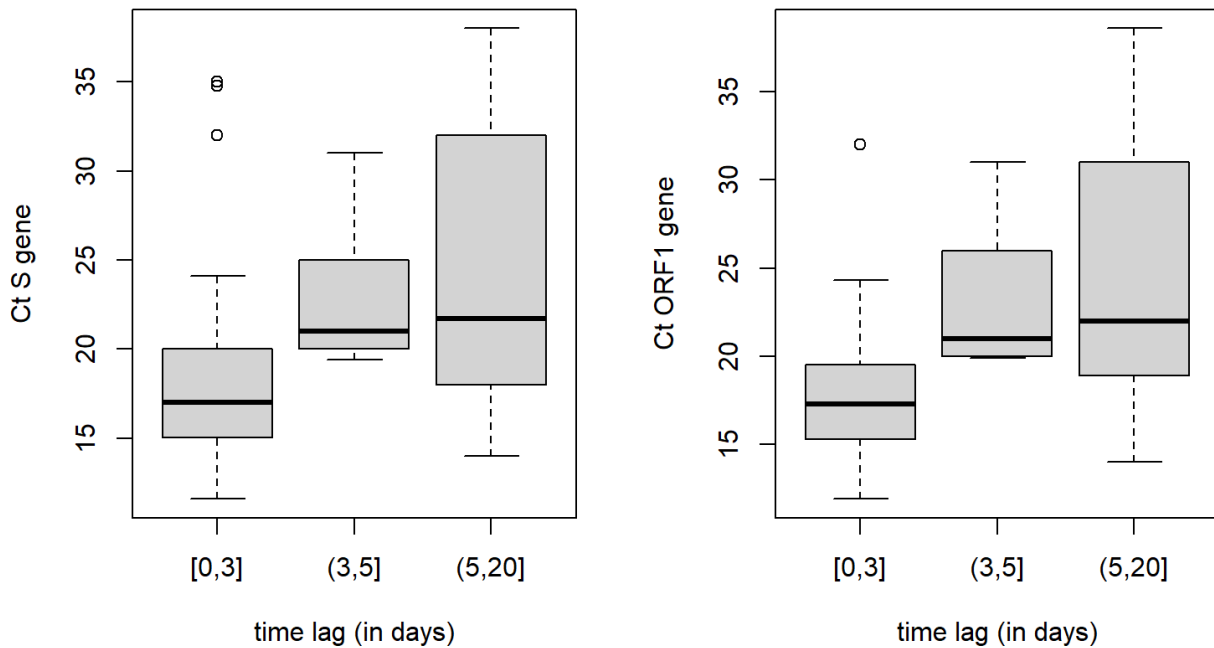 Ct S gene
35
30
25
20
15
[0,3] (3,5] (5,20]
time lag (in days)
Ct ORF1 gene
35
30
25
20
15
[0,3] (3,5] (5,20]
time lag (in days)